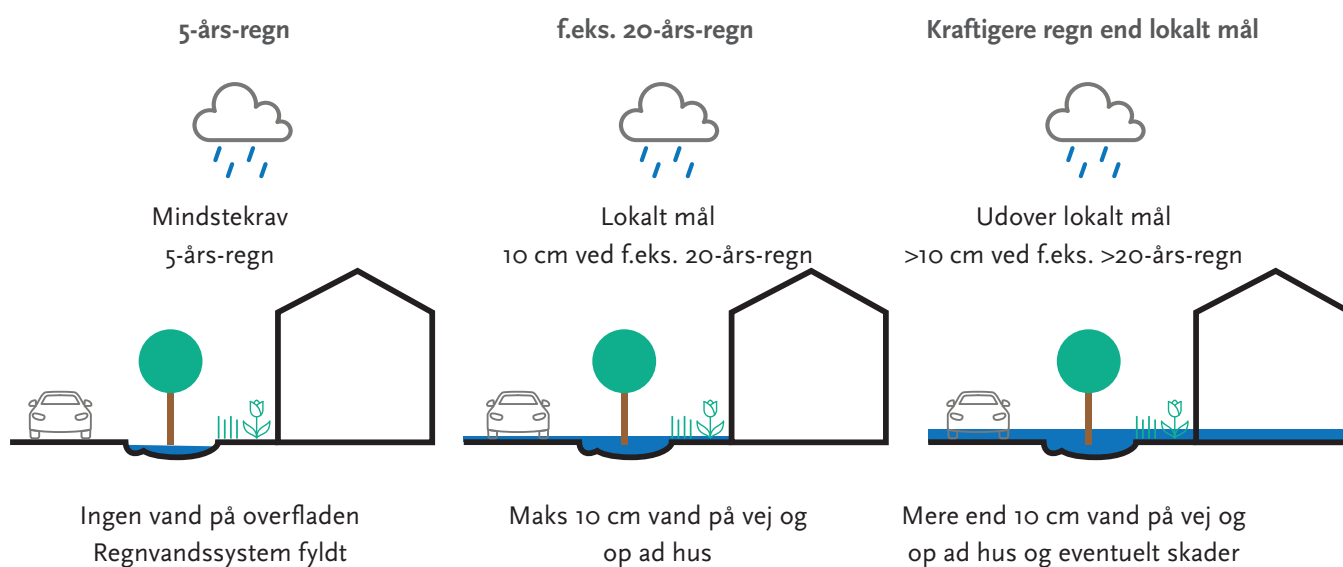 5-års-regn
Mindstekrav
5-års-regn
Ingen vand på overfladen
Regnvandssystem fyldt
f.eks. 20-års-regn
Lokalt mål
10 cm ved f.eks. 20-års-regn
Maks 10 cm vand på vej og
op ad hus
Kraftigere regn end lokalt mål
Udover lokalt mål
>10 cm ved f.eks. >20-års-regn
Mere end 10 cm vand på vej og
op ad hus og eventuelt skader